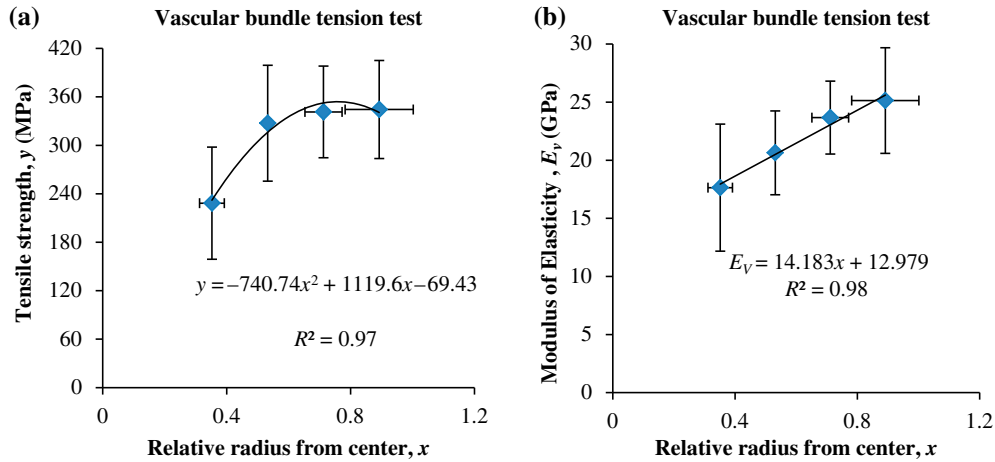 (a)
Vascular bundle tension test
420
360
300
240
180
120
60
0
Tensile strength, y (MPa)
y = –740.74x² + 1119.6x–69.43
R² = 0.97
0 0.4 0.8 1.2
Relative radius from center, x
(b)
Vascular bundle tension test
30
25
20
15
10
5
0
Modulus of Elasticity , Ev (GPa)
EV = 14.183x + 12.979
R² = 0.98
0 0.4 0.8 1.2
Relative radius from center, x